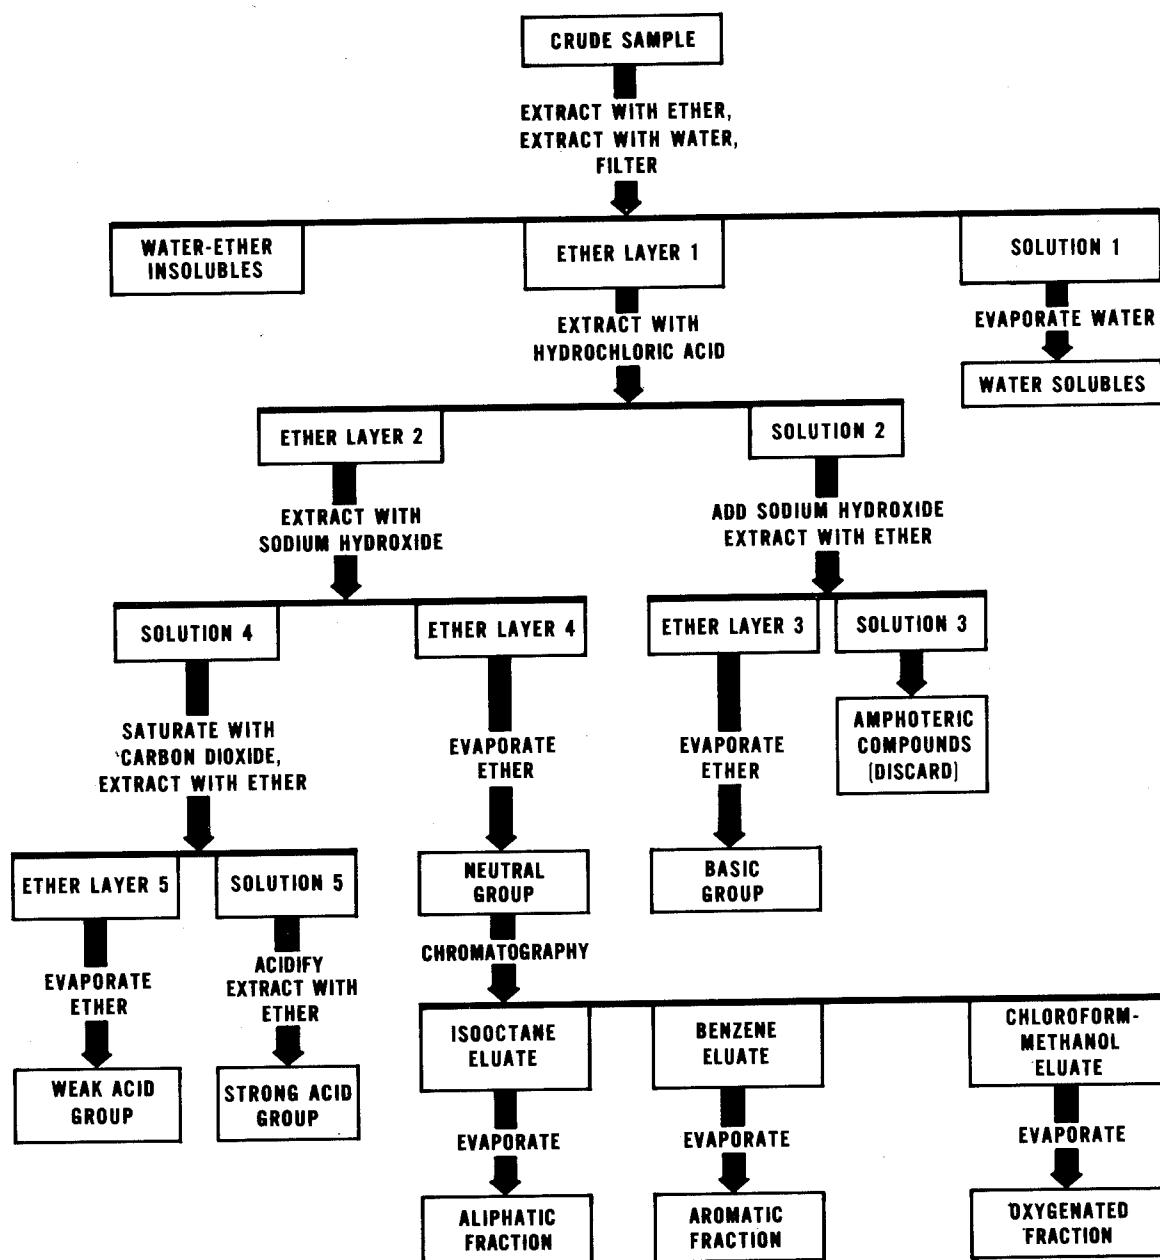 CRUDE SAMPLE
EXTRACT WITH ETHER,
EXTRACT WITH WATER,
FILTER
WATER-ETHER
INSOLUBLES
ETHER LAYER 1
SOLUTION 1
EXTRACT WITH
HYDROCHLORIC ACID
EVAPORATE WATER
WATER SOLUBLES
ETHER LAYER 2
SOLUTION 2
EXTRACT WITH
SODIUM HYDROXIDE
ADD SODIUM HYDROXIDE
EXTRACT WITH ETHER
SOLUTION 4
ETHER LAYER 4
ETHER LAYER 3
SOLUTION 3
SATURATE WITH
CARBON DIOXIDE,
EXTRACT WITH ETHER
EVAPORATE
ETHER
EVAPORATE
ETHER
AMPHOTERIC
COMPOUNDS
(DISCARD)
ETHER LAYER 5
SOLUTION 5
NEUTRAL
GROUP
BASIC
GROUP
EVAPORATE
ETHER
ACIDIFY
EXTRACT WITH
ETHER
CHROMATOGRAPHY
WEAK ACID
GROUP
STRONG ACID
GROUP
ISOOCTANE
ELUATE
BENZENE
ELUATE
CHLOROFORM-
METHANOL
ELUATE
EVAPORATE
EVAPORATE
EVAPORATE
ALIPHATIC
FRACTION
AROMATIC
FRACTION
OXYGENATED
FRACTION